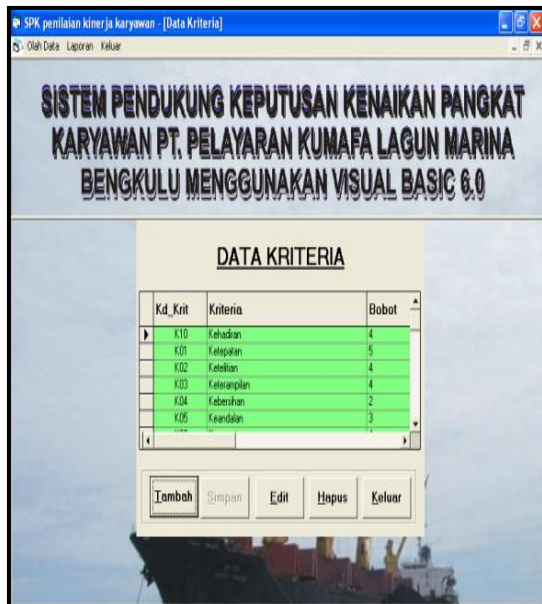 SPK penilaian kinerja karyawan - [Data Kriteria]
Olah Data Laporan Keluar
SISTEM PENDUKUNG KEPUTUSAN KENAIKAN PANGKAT
KARYAWAN PT. PELAYARAN KUMAFA LAGUN MARINA
BENGKULU MENGGUNAKAN VISUAL BASIC 6.0
DATA KRITERIA
Kd_Krit Kriteria Bobot
K10 Kehadiran 4
K01 Ketepatan 5
K02 Ketelitian 4
K03 Keterampilan 4
K04 Kebersihan 2
K05 Keandalan 3
Tambah Simpan Edit Hapus Keluar